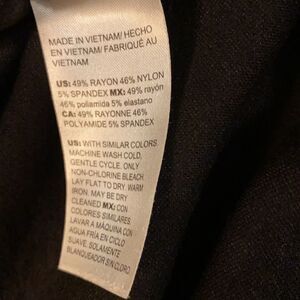 MADE IN VIETNAM/ HECHO
EN VIETNAM/ FABRIQUÉ AU
VIETNAM
US: 49% RAYON 46% NYLON
5% SPANDEX MX: 49% rayón
46% poliamida 5% elastano
CA: 49% RAYONNE 46%
POLYAMIDE 5% SPANDEX
US: WITH SIMILAR COLORS
MACHINE WASH COLD,
GENTLE CYCLE. ONLY
NON-CHLORINE BLEACH
LAY FLAT TO DRY. WARM
IRON. MAY BE DRY
CLEANED MX: CON
COLORES SIMILARES
LAVAR A MÁQUINA CON
AGUA FRÍA EN CICLO
SUAVE, SOLAMENTE
BLANQUEADOR SIN CLORO